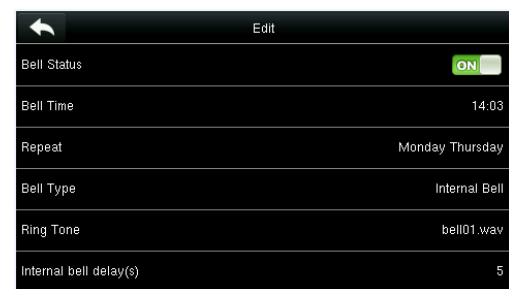 Edit
Bell Status ON
Bell Time 14:03
Repeat Monday Thursday
Bell Type Internal Bell
Ring Tone bell01.wav
Internal bell delay(s) 5